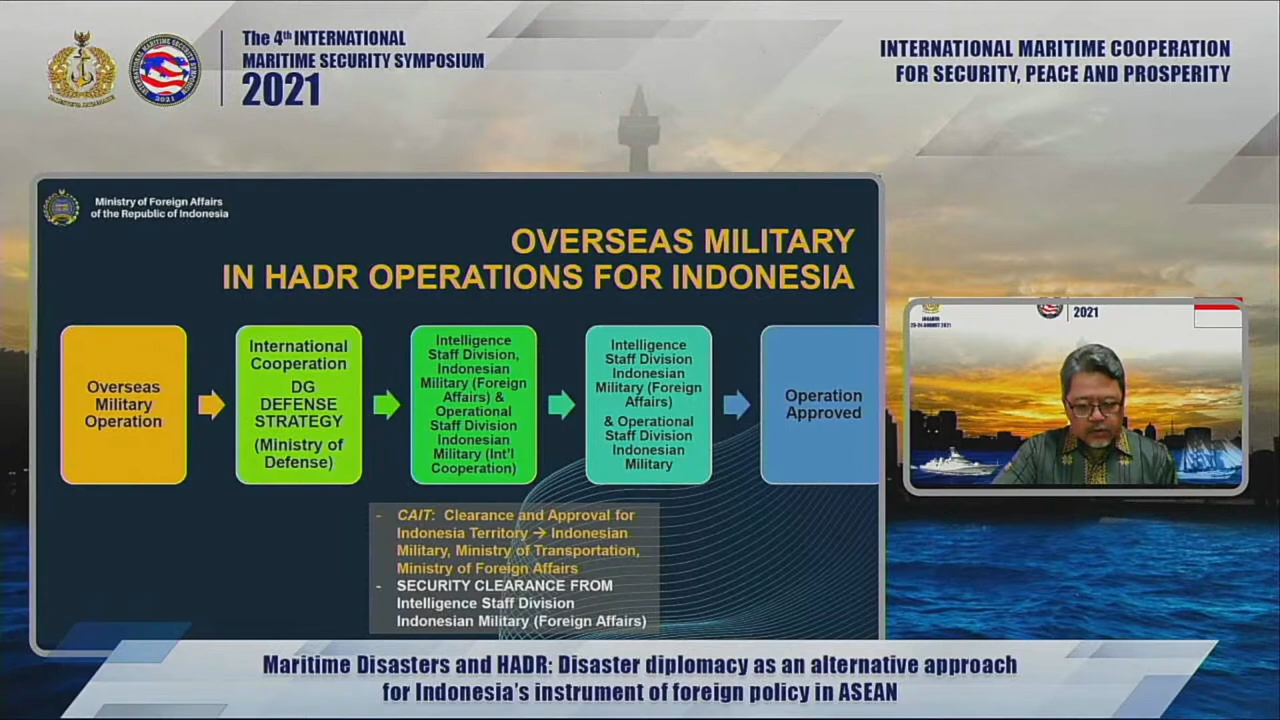 The 4th INTERNATIONAL
MARITIME SECURITY SYMPOSIUM
2021
INTERNATIONAL MARITIME COOPERATION
FOR SECURITY, PEACE AND PROSPERITY
Ministry of Foreign Affairs
of the Republic of Indonesia
OVERSEAS MILITARY
IN HADR OPERATIONS FOR INDONESIA
Overseas
Military
Operation
International
Cooperation
DG
DEFENSE
STRATEGY
(Ministry of
Defense)
Intelligence
Staff Division,
Indonesian
Military (Foreign
Affairs) &
Operational
Staff Division
Indonesian
Military (Int'l
Cooperation)
Intelligence
Staff Division
Indonesian
Military (Foreign
Affairs)
& Operational
Staff Division
Indonesian
Military
Operation
Approved
- CAIT: Clearance and Approval for
Indonesia Territory → Indonesian
Military, Ministry of Transportation,
Ministry of Foreign Affairs
- SECURITY CLEARANCE FROM
Intelligence Staff Division
Indonesian Military (Foreign Affairs)
2021
Maritime Disasters and HADR: Disaster diplomacy as an alternative approach
for Indonesia's instrument of foreign policy in ASEAN